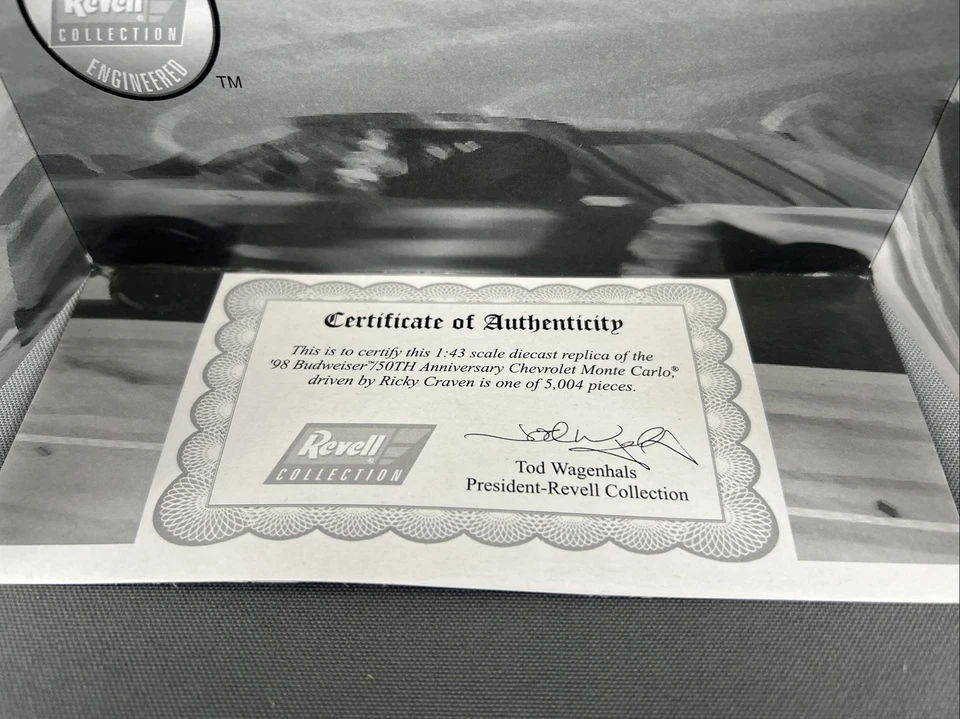 Revell
COLLECTION
ENGINEERED
TM
Certificate of Authenticity
This is to certify this 1:43 scale diecast replica of the
'98 Budweiser™/50TH Anniversary Chevrolet Monte Carlo,®
driven by Ricky Craven is one of 5,004 pieces.
Revell
COLLECTION
Tod Wagenhals
President-Revell Collection